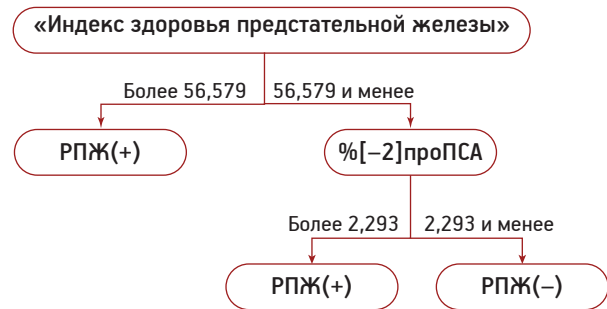 «Индекс здоровья предстательной железы»
Более 56,579
56,579 и менее
РПЖ(+)
%[–2]проПСА
Более 2,293
2,293 и менее
РПЖ(+)
РПЖ(–)